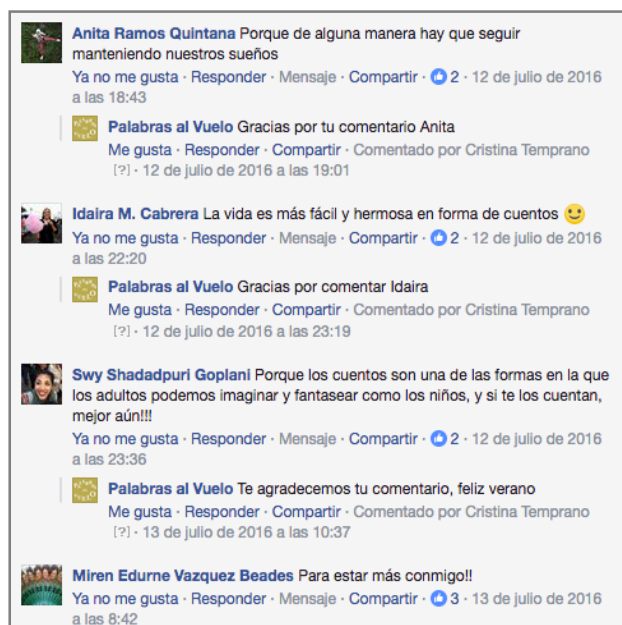 Anita Ramos Quintana Porque de alguna manera hay que seguir
manteniendo nuestros sueños
Ya no me gusta · Responder · Mensaje · Compartir · 2 · 12 de julio de 2016
a las 18:43
Palabras al Vuelo Gracias por tu comentario Anita
Me gusta · Responder · Compartir · Comentado por Cristina Temprano
[?] · 12 de julio de 2016 a las 19:01
Idaira M. Cabrera La vida es más fácil y hermosa en forma de cuentos 🙂
Ya no me gusta · Responder · Mensaje · Compartir · 2 · 12 de julio de 2016
a las 22:20
Palabras al Vuelo Gracias por comentar Idaira
Me gusta · Responder · Compartir · Comentado por Cristina Temprano
[?] · 12 de julio de 2016 a las 23:19
Swy Shadadpuri Goplani Porque los cuentos son una de las formas en la que
los adultos podemos imaginar y fantasear como los niños, y si te los cuentan,
mejor aún!!!
Ya no me gusta · Responder · Mensaje · Compartir · 2 · 12 de julio de 2016
a las 23:36
Palabras al Vuelo Te agradecemos tu comentario, feliz verano
Me gusta · Responder · Compartir · Comentado por Cristina Temprano
[?] · 13 de julio de 2016 a las 10:37
Miren Edurne Vazquez Beades Para estar más conmigo!!
Ya no me gusta · Responder · Mensaje · Compartir · 3 · 13 de julio de 2016
a las 8:42